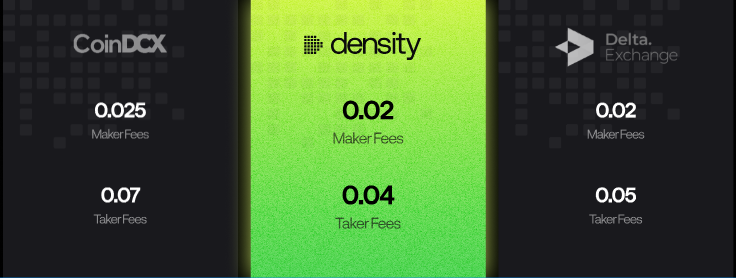 CoinDCX
0.025
Maker Fees
0.07
Taker Fees
density
0.02
Maker Fees
0.04
Taker Fees
Delta.
Exchange
0.02
Maker Fees
0.05
Taker Fees